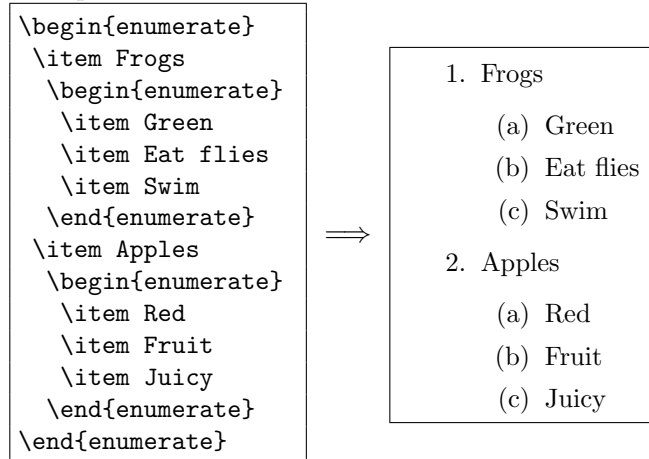 \begin{enumerate}
\item Frogs
\begin{enumerate}
\item Green
\item Eat flies
\item Swim
\end{enumerate}
\item Apples
\begin{enumerate}
\item Red
\item Fruit
\item Juicy
\end{enumerate}
\end{enumerate}
⟹
1. Frogs
(a) Green
(b) Eat flies
(c) Swim
2. Apples
(a) Red
(b) Fruit
(c) Juicy